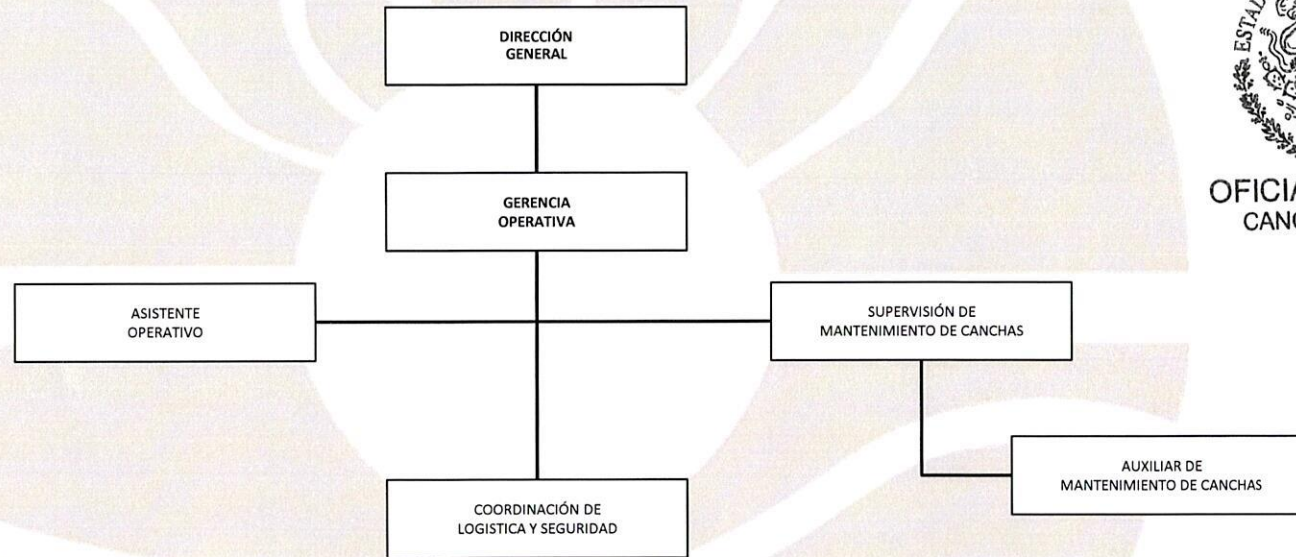 DIRECCIÓN
GENERAL
ESTAD
GERENCIA
OPERATIVA
OFICIA
CANC
ASISTENTE
OPERATIVO
SUPERVISIÓN DE
MANTENIMIENTO DE CANCHAS
AUXILIAR DE
MANTENIMIENTO DE CANCHAS
COORDINACIÓN DE
LOGISTICA Y SEGURIDAD